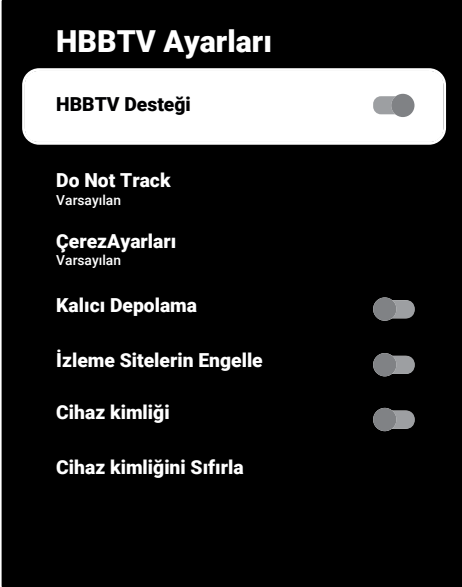 HBBTV Ayarları
HBBTV Desteği
Do Not Track
Varsayılan
ÇerezAyarları
Varsayılan
Kalıcı Depolama
İzleme Sitelerin Engelle
Cihaz kimliği
Cihaz kimliğini Sıfırla